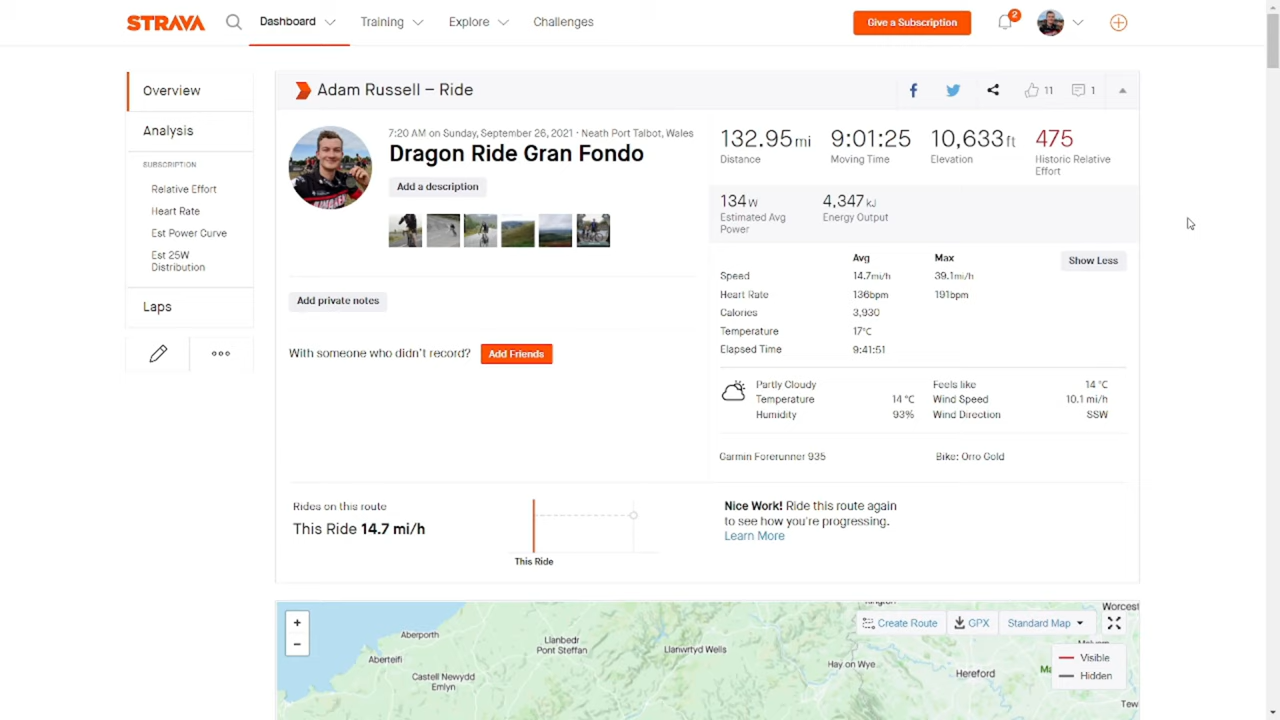 STRAVA
Dashboard
Training
Explore
Challenges
Give a Subscription
2
Overview
Analysis
SUBSCRIPTION
Relative Effort
Heart Rate
Est Power Curve
Est 25W
Distribution
Laps
Adam Russell – Ride
11
1
7:20 AM on Sunday, September 26, 2021 · Neath Port Talbot, Wales
Dragon Ride Gran Fondo
Add a description
Add private notes
With someone who didn't record? Add Friends
132.95mi 9:01:25 10,633ft 475
Distance Moving Time Elevation Historic Relative
Effort
134W 4,347kJ
Estimated Avg Energy Output
Power
Avg Max
Show Less
Speed 14.7mi/h 39.1mi/h
Heart Rate 136bpm 191bpm
Calories 3,930
Temperature 17°C
Elapsed Time 9:41:51
Partly Cloudy Feels like 14 °C
Temperature 14 °C Wind Speed 10.1 mi/h
Humidity 93% Wind Direction SSW
Garmin Forerunner 935 Bike: Orro Gold
Rides on this route
This Ride 14.7 mi/h
This Ride
Nice Work! Ride this route again
to see how you're progressing.
Learn More
Worcest
Create Route GPX Standard Map
+
−
Aberporth
Llanbedr
Pont Steffan
Llanwrtyd Wells
Aberteifi
Castell Newydd
Emlyn
Hay on Wye
Hereford
Visible
Hidden
Tew